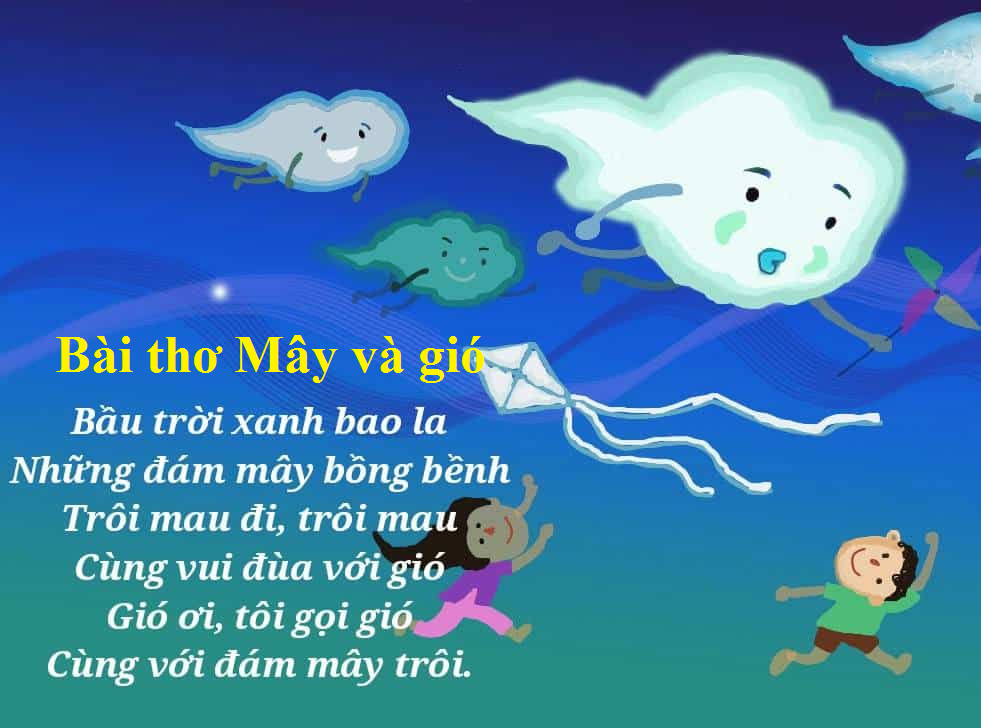 Bài thơ Mây và gió
Bầu trời xanh bao la
Những đám mây bồng bềnh
Trôi mau đi, trôi mau
Cùng vui đùa với gió
Gió ơi, tôi gọi gió
Cùng với đám mây trôi.